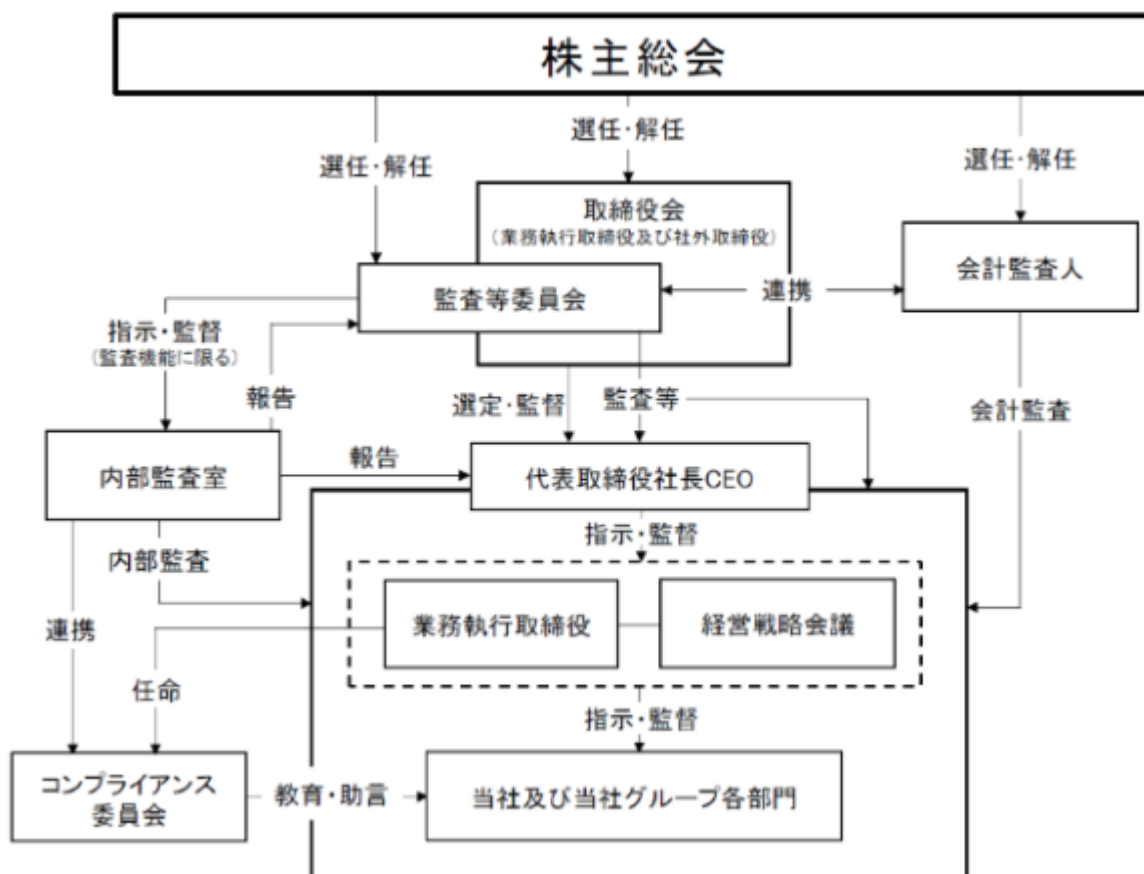 株主総会
選任・解任
選任・解任
選任・解任
取締役会
(業務執行取締役及び社外取締役)
会計監査人
監査等委員会
連携
指示・監督
(監査機能に限る)
報告
選定・監督
監査等
会計監査
内部監査室
報告
代表取締役社長CEO
指示・監督
内部監査
業務執行取締役
経営戦略会議
連携
任命
指示・監督
コンプライアンス
委員会
教育・助言
当社及び当社グループ各部門